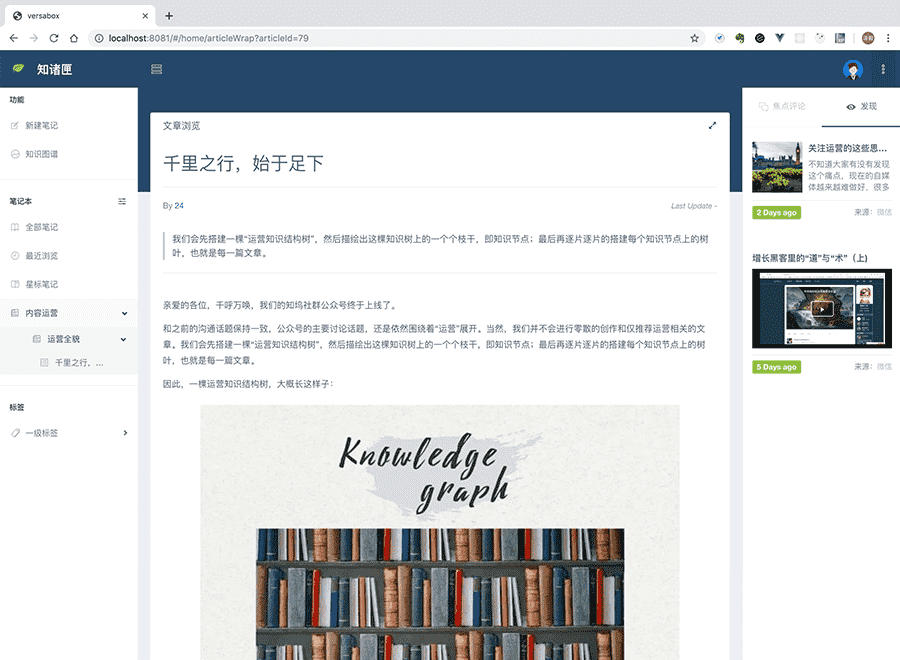 versabox
localhost:8081/#/home/articleWrap?articleId=79
知诸匣
功能
新建笔记
知识图谱
笔记本
全部笔记
最近浏览
星标笔记
内容运营
运营全貌
千里之行，...
标签
一级标签
文章浏览
千里之行，始于足下
By 24
Last Update -
我们会先搭建一棵“运营知识结构树”，然后描绘出这棵知识树上的一个个枝干，即知识节点；最后再逐片逐片的搭建每个知识节点上的树
叶，也就是每一篇文章。
亲爱的各位，千呼万唤，我们的知坞社群公众号终于上线了。
和之前的沟通话题保持一致，公众号的主要讨论话题，还是依然围绕着“运营”展开。当然，我们并不会进行零散的创作和仅推荐运营相关的文
章。我们会先搭建一棵“运营知识结构树”，然后描绘出这棵知识树上的一个个枝干，即知识节点；最后再逐片逐片的搭建每个知识节点上的树
叶，也就是每一篇文章。
因此，一棵运营知识结构树，大概长这样子：
Knowledge
graph
焦点评论
发现
关注运营的这些思...
不知道大家有没有发现
这个痛点，现在的自媒
体越来越难做好，很多
2 Days ago
来源：微信
增长黑客里的“道”与“术”（上）
5 Days ago
来源：微信